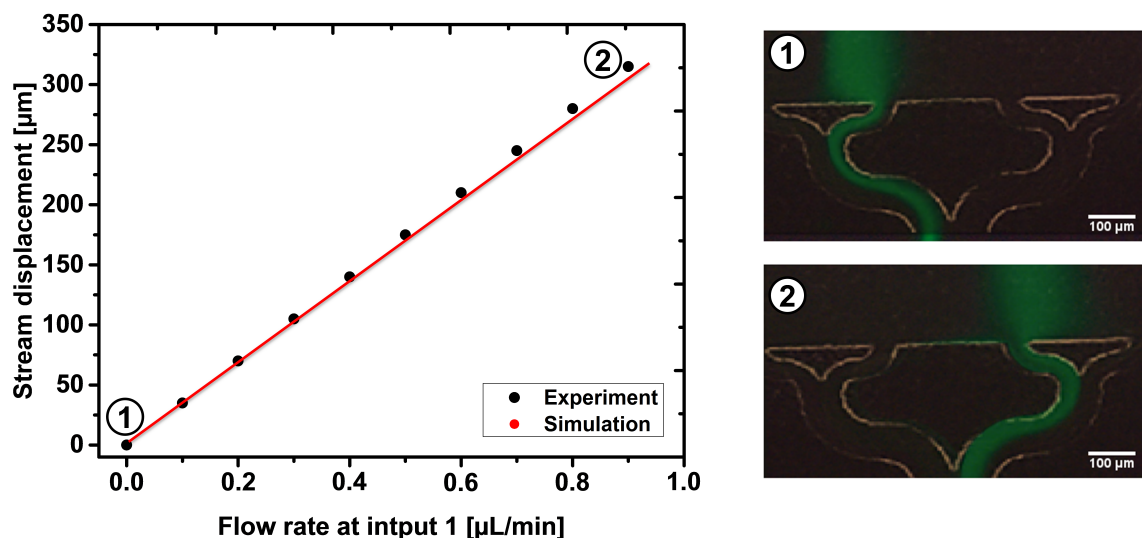 Stream displacement [µm]
350
300
250
200
150
100
50
0
0.0 0.2 0.4 0.6 0.8 1.0
Flow rate at intput 1 [µL/min]
1
2
Experiment
Simulation
1
100 µm
2
100 µm